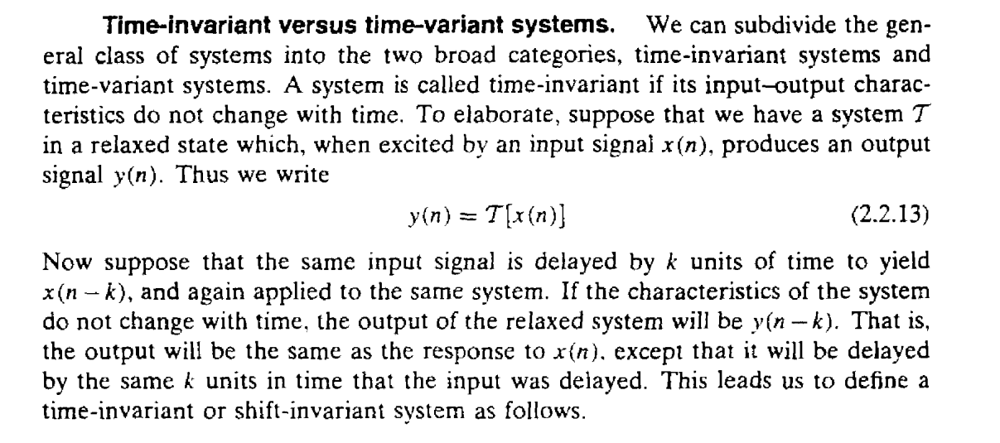 Time-invariant versus time-variant systems. We can subdivide the gen-
eral class of systems into the two broad categories, time-invariant systems and
time-variant systems. A system is called time-invariant if its input–output charac-
teristics do not change with time. To elaborate, suppose that we have a system 𝒯
in a relaxed state which, when excited by an input signal x(n), produces an output
signal y(n). Thus we write
y(n) = 𝒯[x(n)] (2.2.13)
Now suppose that the same input signal is delayed by k units of time to yield
x(n – k), and again applied to the same system. If the characteristics of the system
do not change with time, the output of the relaxed system will be y(n – k). That is,
the output will be the same as the response to x(n), except that it will be delayed
by the same k units in time that the input was delayed. This leads us to define a
time-invariant or shift-invariant system as follows.